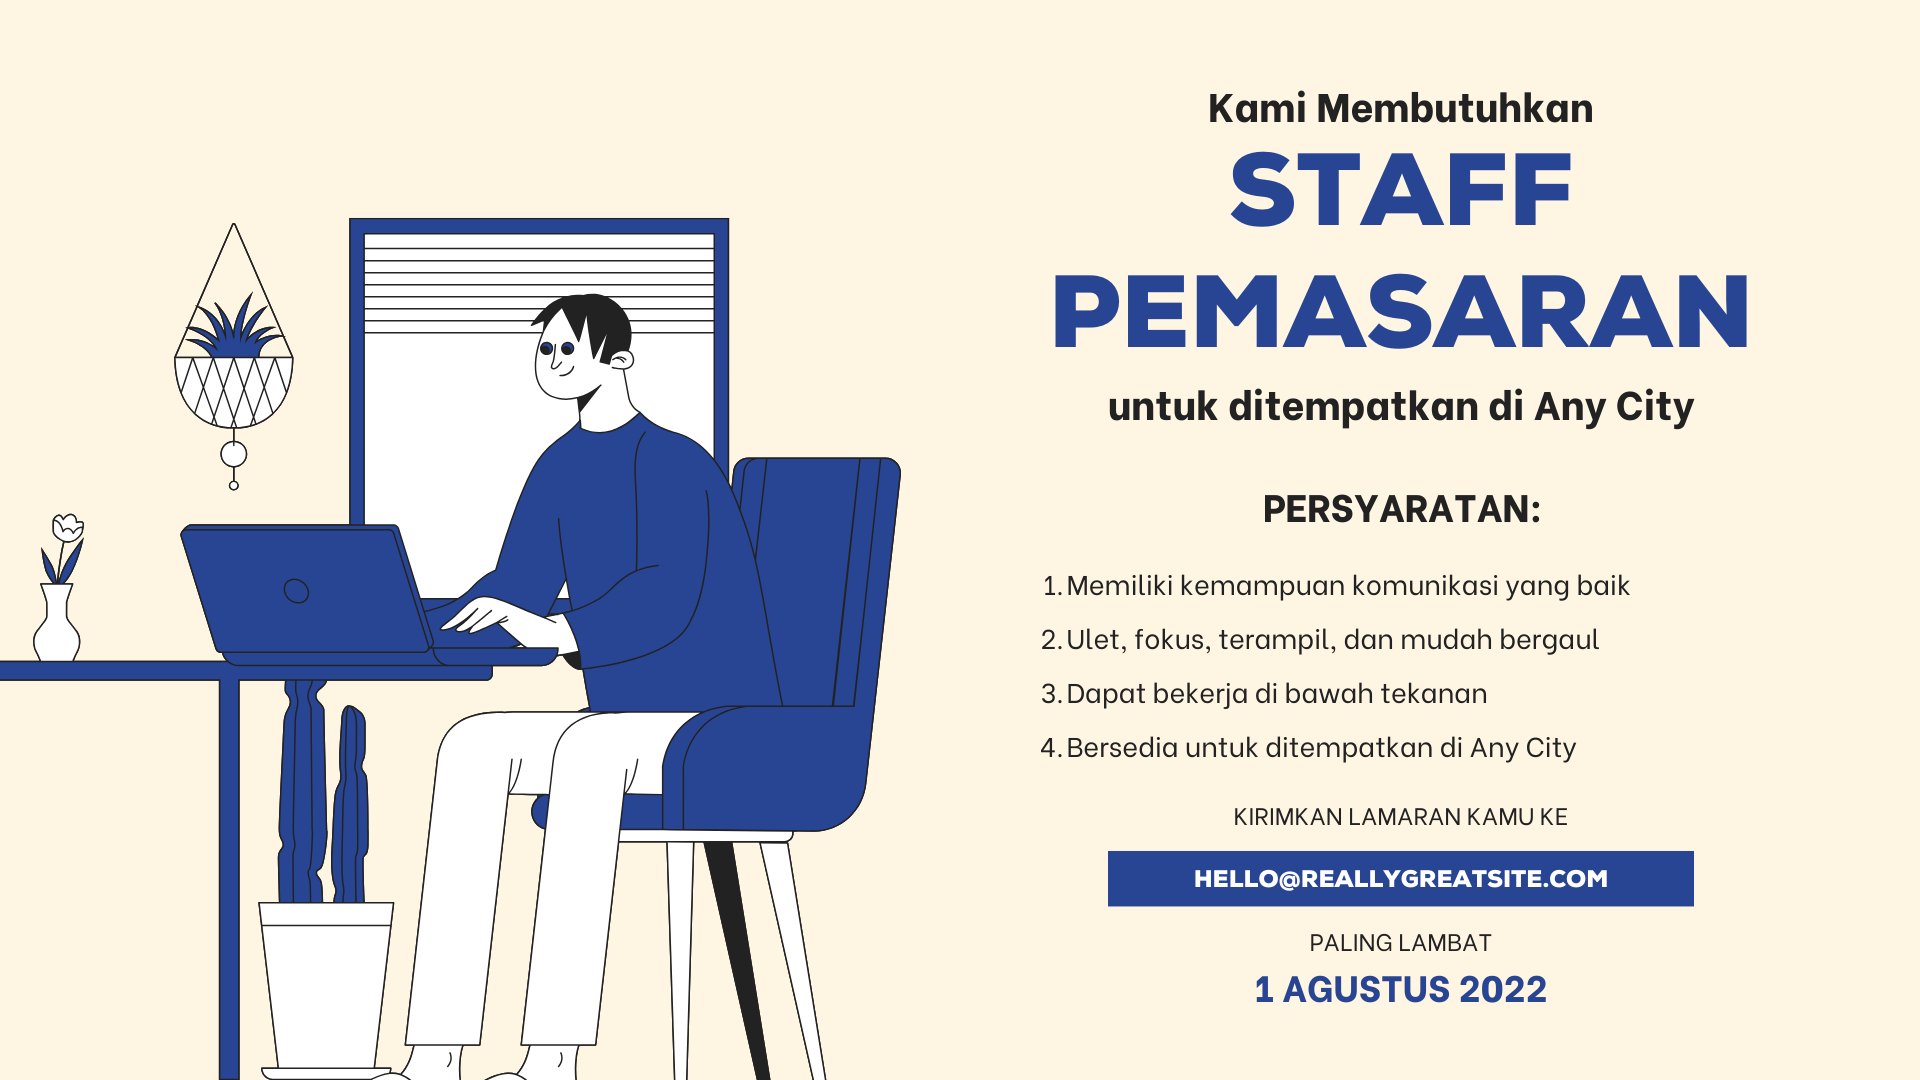 Kami Membutuhkan
STAFF
PEMASARAN
untuk ditempatkan di Any City
PERSYARATAN:
1. Memiliki kemampuan komunikasi yang baik
2. Ulet, fokus, terampil, dan mudah bergaul
3. Dapat bekerja di bawah tekanan
4. Bersedia untuk ditempatkan di Any City
KIRIMKAN LAMARAN KAMU KE
HELLO@REALLYGREATSITE.COM
PALING LAMBAT
1 AGUSTUS 2022